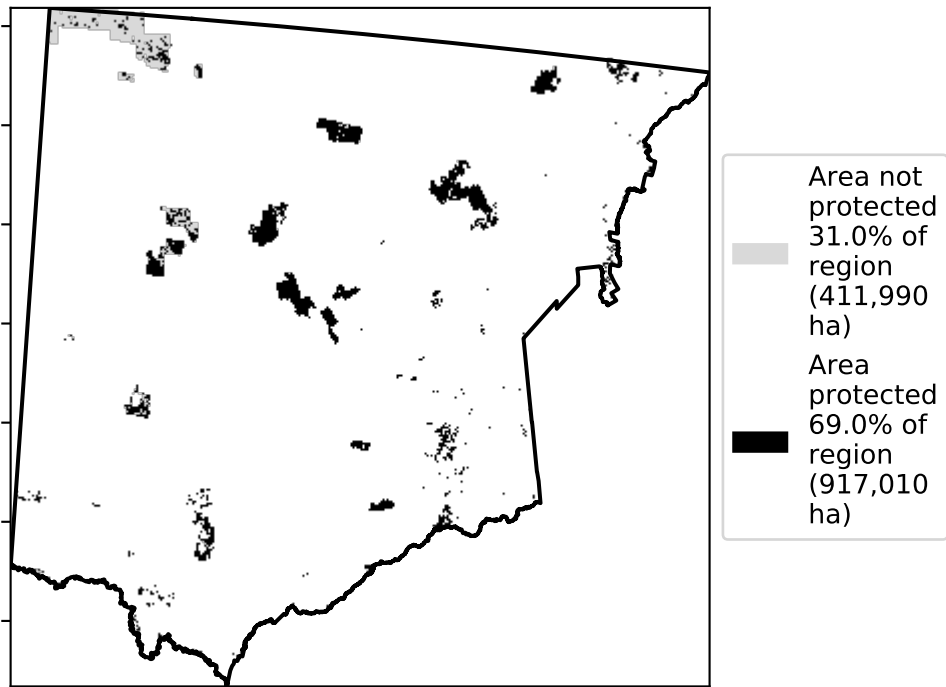 Area not
protected
31.0% of
region
(411,990
ha)
Area
protected
69.0% of
region
(917,010
ha)